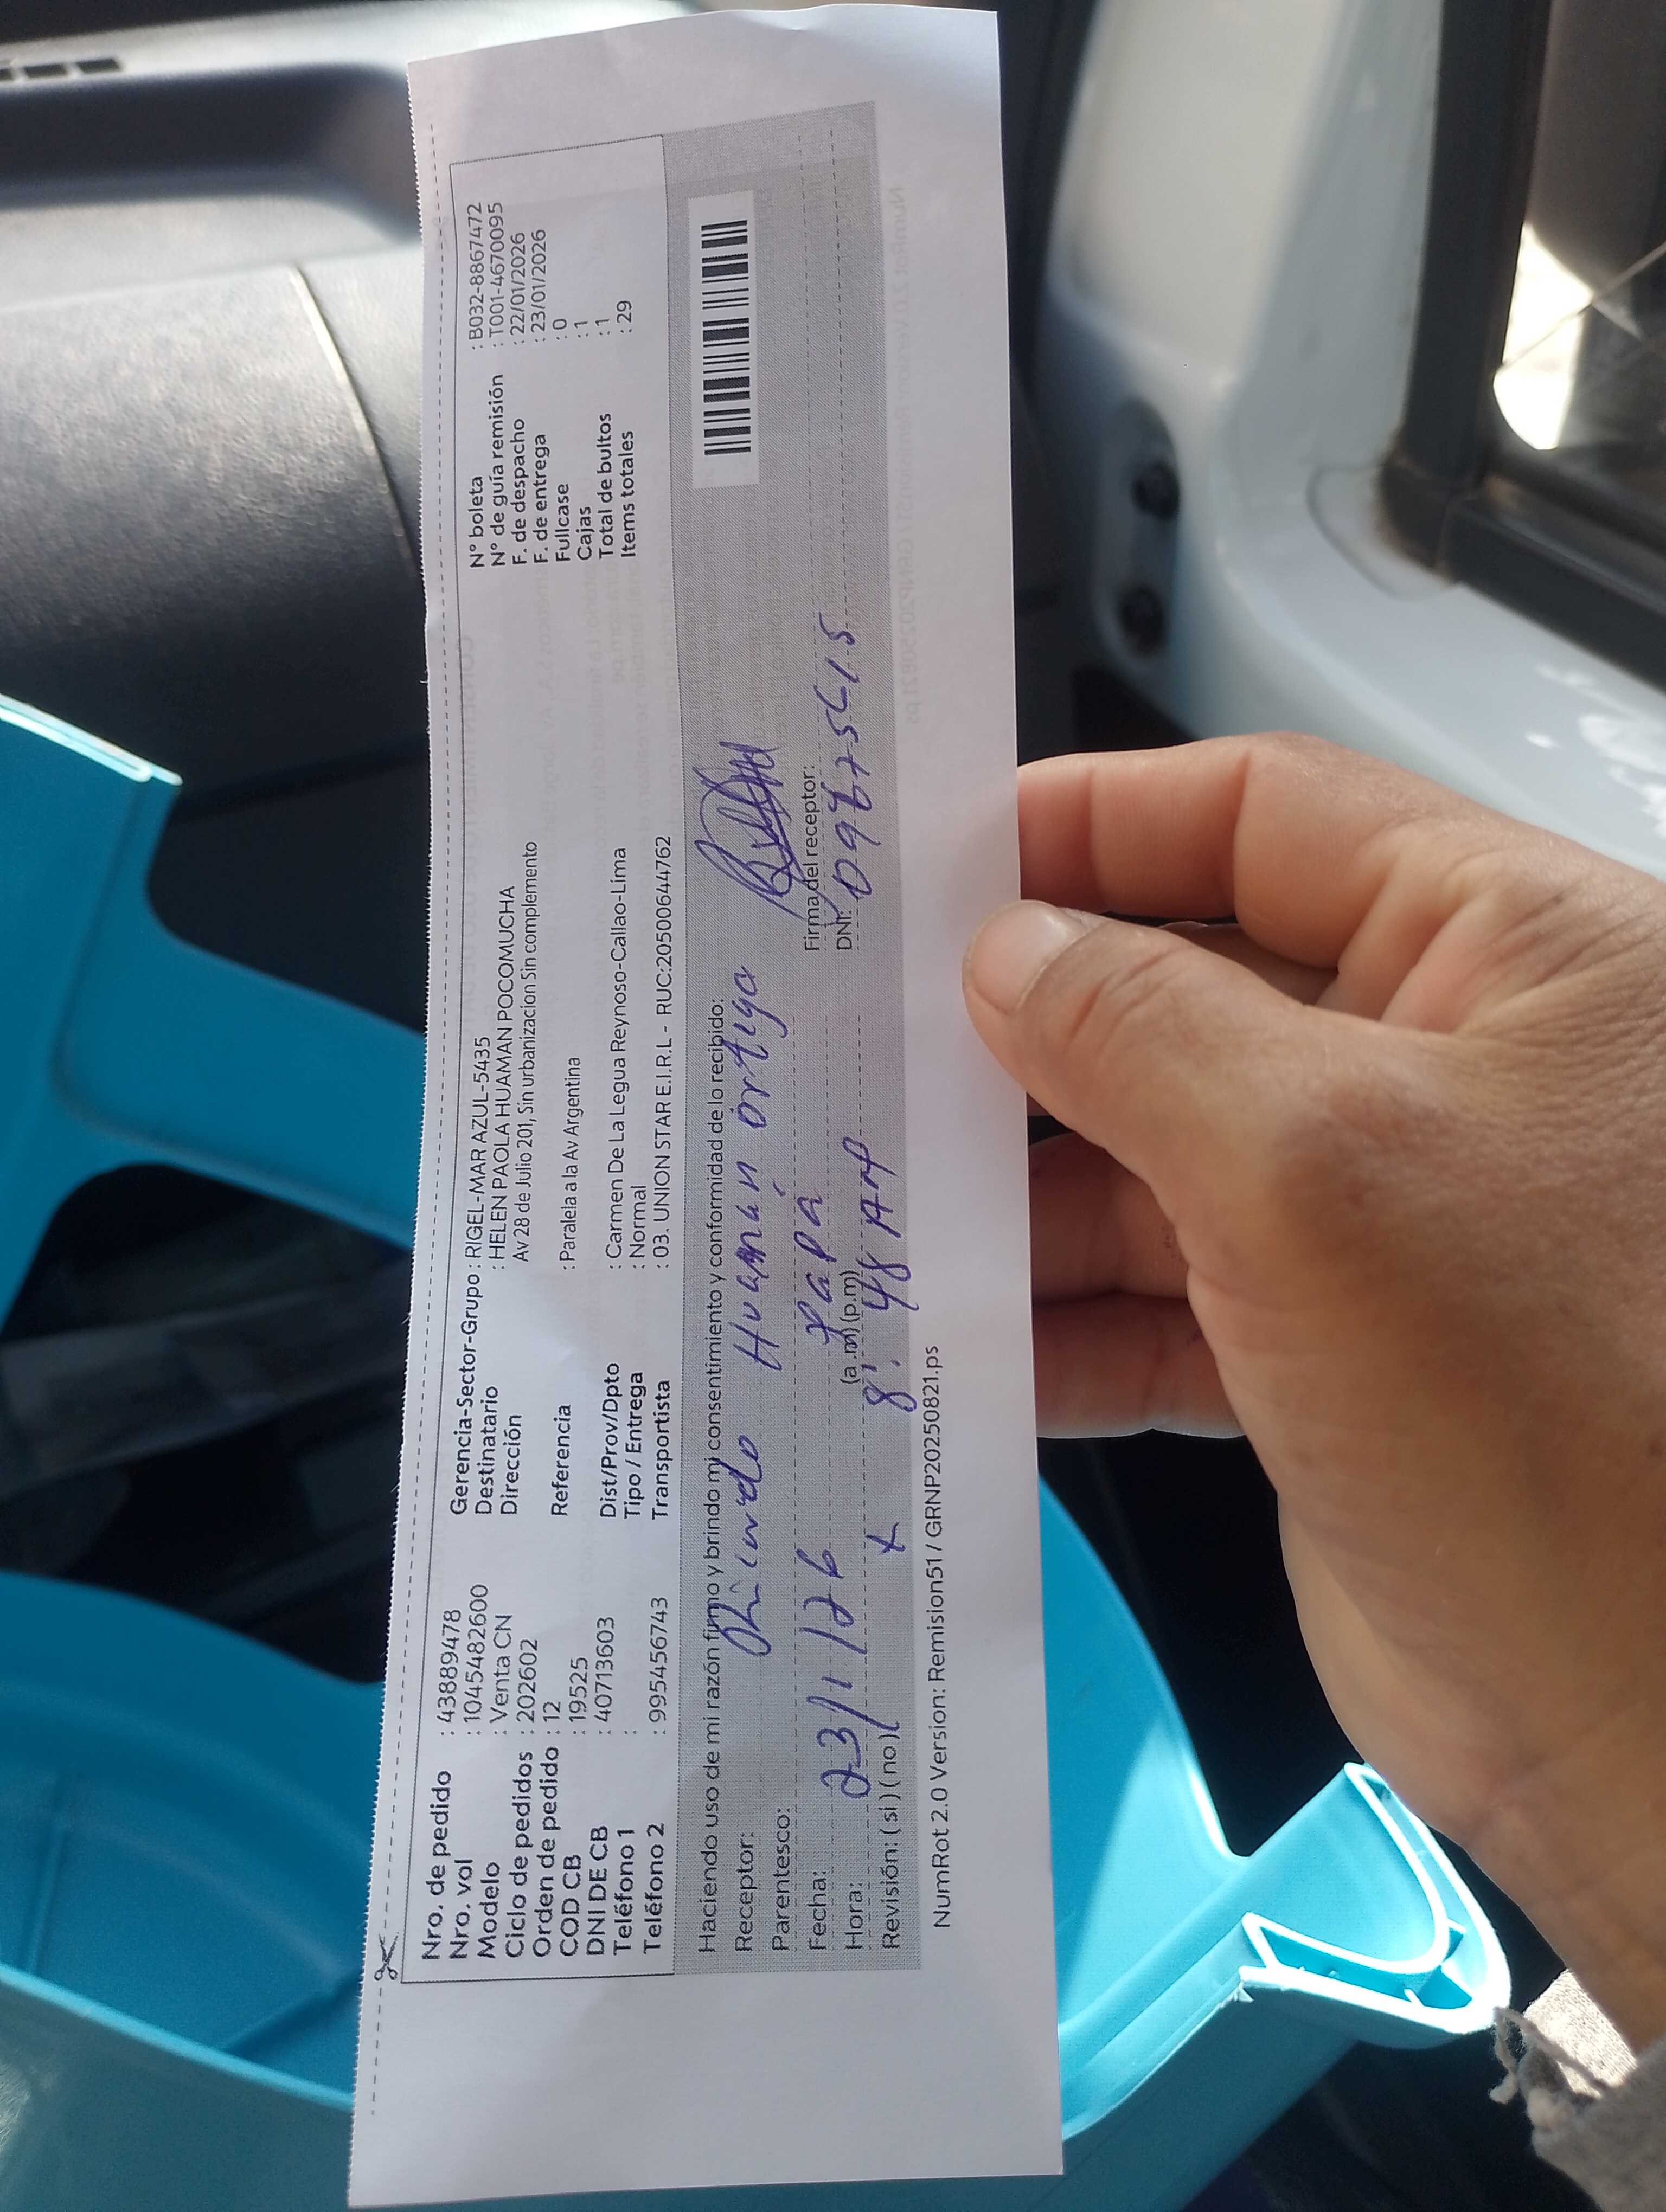 Nro. de pedido : 43889478
Nro. vol : 1045482600
Modelo : Venta CN
Ciclo de pedidos : 202602
Orden de pedido : 12
COD CB : 19525
DNI DE CB : 40713603
Teléfono 1 :
Teléfono 2 : 995456743
Gerencia-Sector-Grupo : RIGEL-MAR AZUL-5435
Destinatario : HELEN PAOLA HUAMAN POCOMUCHA
Dirección Av 28 de Julio 201, Sin urbanizacion Sin complemento
Referencia : Paralela a la Av Argentina
Dist/Prov/Dpto : Carmen De La Legua Reynoso-Callao-Lima
Tipo / Entrega : Normal
Transportista : 03. UNION STAR E.I.R.L - RUC:20500644762
N° boleta : B032-8867472
N° de guía remisión : T001-4670095
F. de despacho : 22/01/2026
F. de entrega : 23/01/2026
Fullcase : 0
Cajas : 1
Total de bultos : 1
Items totales : 29
Haciendo uso de mi razón firmo y brindo mi consentimiento y conformidad de lo recibido:
Receptor: Huamán ortega
Parentesco: papá
Fecha: 23/1/26
Hora: (a.m) (p.m) 8:48 AM
Revisión: ( si ) ( no ) x
Firma del receptor:
DNI:
NumRot 2.0 Version: Remision51 / GRNP20250821.ps